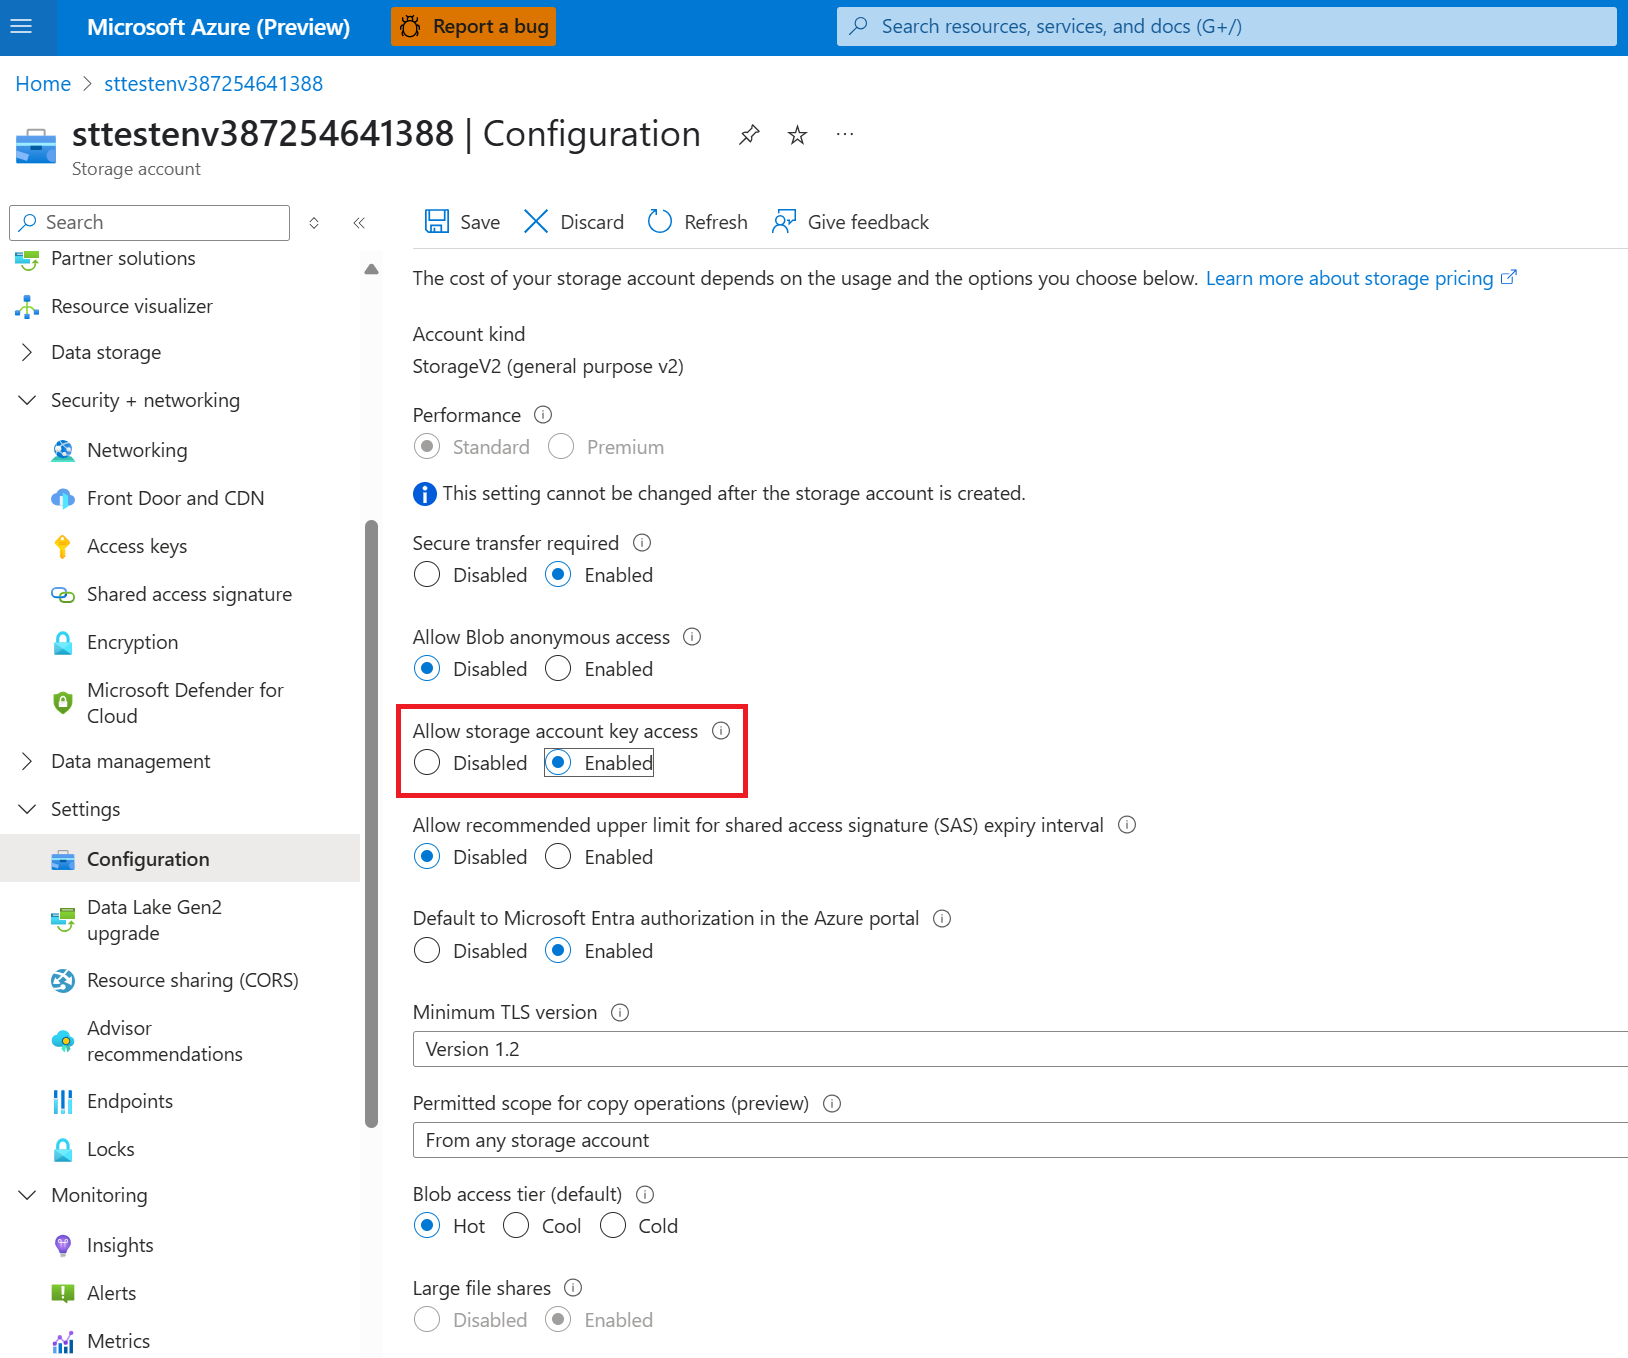 Microsoft Azure (Preview)
Report a bug
Search resources, services, and docs (G+/)
Home > sttestenv387254641388
sttestenv387254641388 | Configuration
Storage account
Search
Partner solutions
Resource visualizer
Data storage
Security + networking
Networking
Front Door and CDN
Access keys
Shared access signature
Encryption
Microsoft Defender for
Cloud
Data management
Settings
Configuration
Data Lake Gen2
upgrade
Resource sharing (CORS)
Advisor
recommendations
Endpoints
Locks
Monitoring
Insights
Alerts
Metrics
Save Discard Refresh Give feedback
The cost of your storage account depends on the usage and the options you choose below. Learn more about storage pricing
Account kind
StorageV2 (general purpose v2)
Performance
Standard Premium
This setting cannot be changed after the storage account is created.
Secure transfer required
Disabled Enabled
Allow Blob anonymous access
Disabled Enabled
Allow storage account key access
Disabled Enabled
Allow recommended upper limit for shared access signature (SAS) expiry interval
Disabled Enabled
Default to Microsoft Entra authorization in the Azure portal
Disabled Enabled
Minimum TLS version
Version 1.2
Permitted scope for copy operations (preview)
From any storage account
Blob access tier (default)
Hot Cool Cold
Large file shares
Disabled Enabled